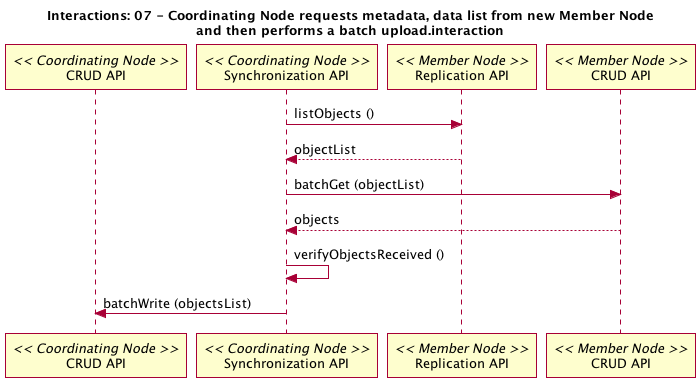 Interactions: 07 – Coordinating Node requests metadata, data list from new Member Node
and then performs a batch upload.interaction
<< Coordinating Node >>
CRUD API
<< Coordinating Node >>
Synchronization API
<< Member Node >>
Replication API
<< Member Node >>
CRUD API
listObjects ()
objectList
batchGet (objectList)
objects
verifyObjectsReceived ()
batchWrite (objectsList)
<< Coordinating Node >>
CRUD API
<< Coordinating Node >>
Synchronization API
<< Member Node >>
Replication API
<< Member Node >>
CRUD API